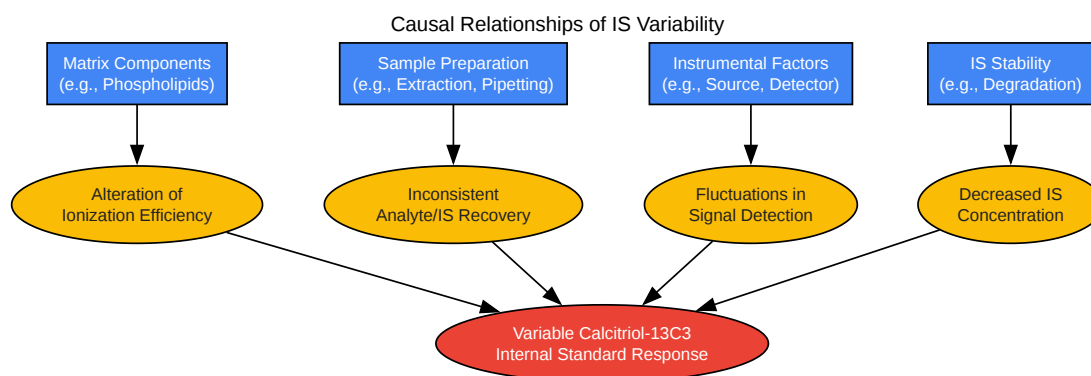 Causal Relationships of IS Variability
Matrix Components
(e.g., Phospholipids)
Sample Preparation
(e.g., Extraction, Pipetting)
Instrumental Factors
(e.g., Source, Detector)
IS Stability
(e.g., Degradation)
Alteration of
Ionization Efficiency
Inconsistent
Analyte/IS Recovery
Fluctuations in
Signal Detection
Decreased IS
Concentration
Variable Calcitriol-13C3
Internal Standard Response